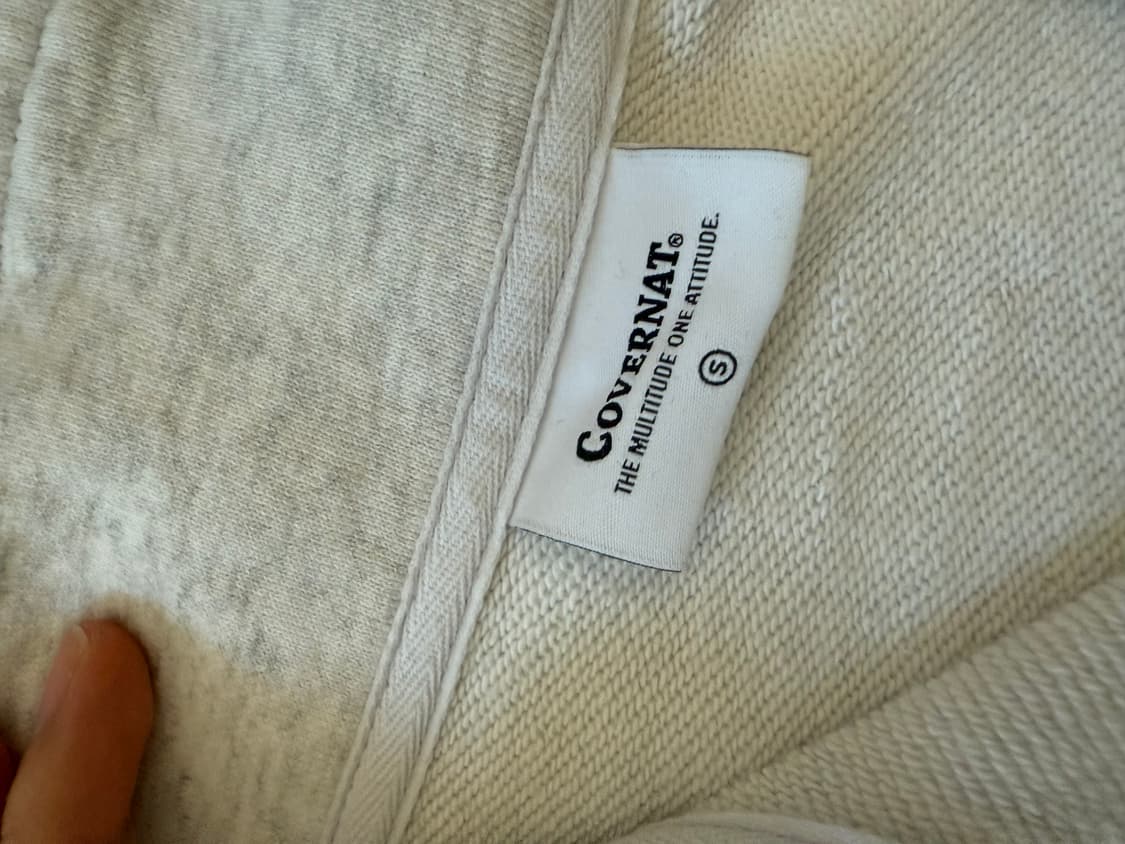 COVERNAT®
THE MULTITUDE ONE ATTITUDE.
S